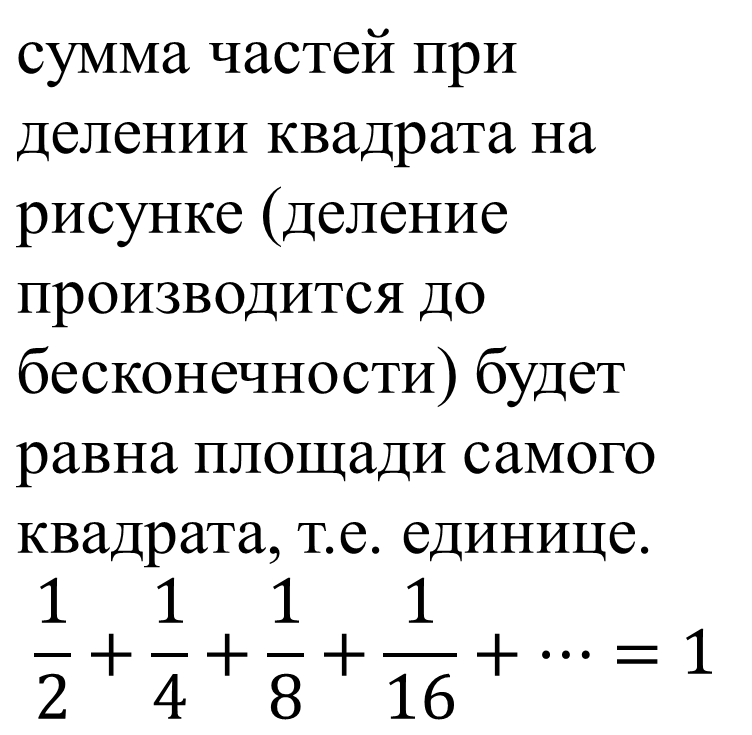 сумма частей при
делении квадрата на
рисунке (деление
производится до
бесконечности) будет
равна площади самого
квадрата, т.е. единице.
1/2 + 1/4 + 1/8 + 1/16 + ⋯ = 1